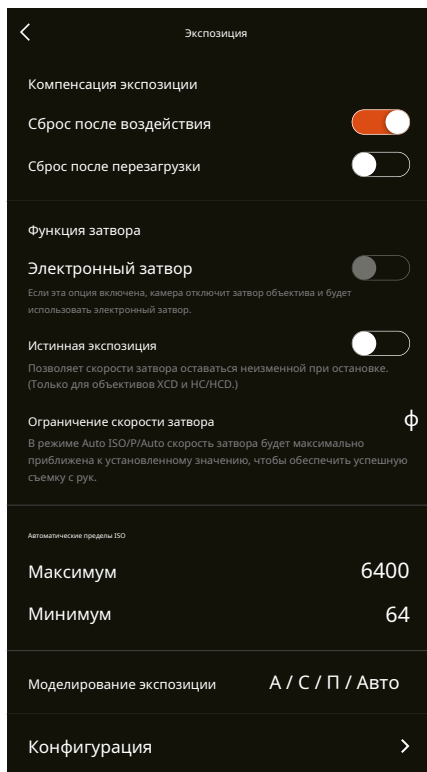 Экспозиция
Компенсация экспозиции
Сброс после воздействия
Сброс после перезагрузки
Функция затвора
Электронный затвор
Если эта опция включена, камера отключит затвор объектива и будет
использовать электронный затвор.
Истинная экспозиция
Позволяет скорости затвора оставаться неизменной при остановке.
(Только для объективов XCD и HC/HCD.)
Ограничение скорости затвора ф
В режиме Auto ISO/P/Auto скорость затвора будет максимально
приближена к установленному значению, чтобы обеспечить успешную
съемку с рук.
Автоматические пределы ISO
Максимум 6400
Минимум 64
Моделирование экспозиции А / С / П / Авто
Конфигурация